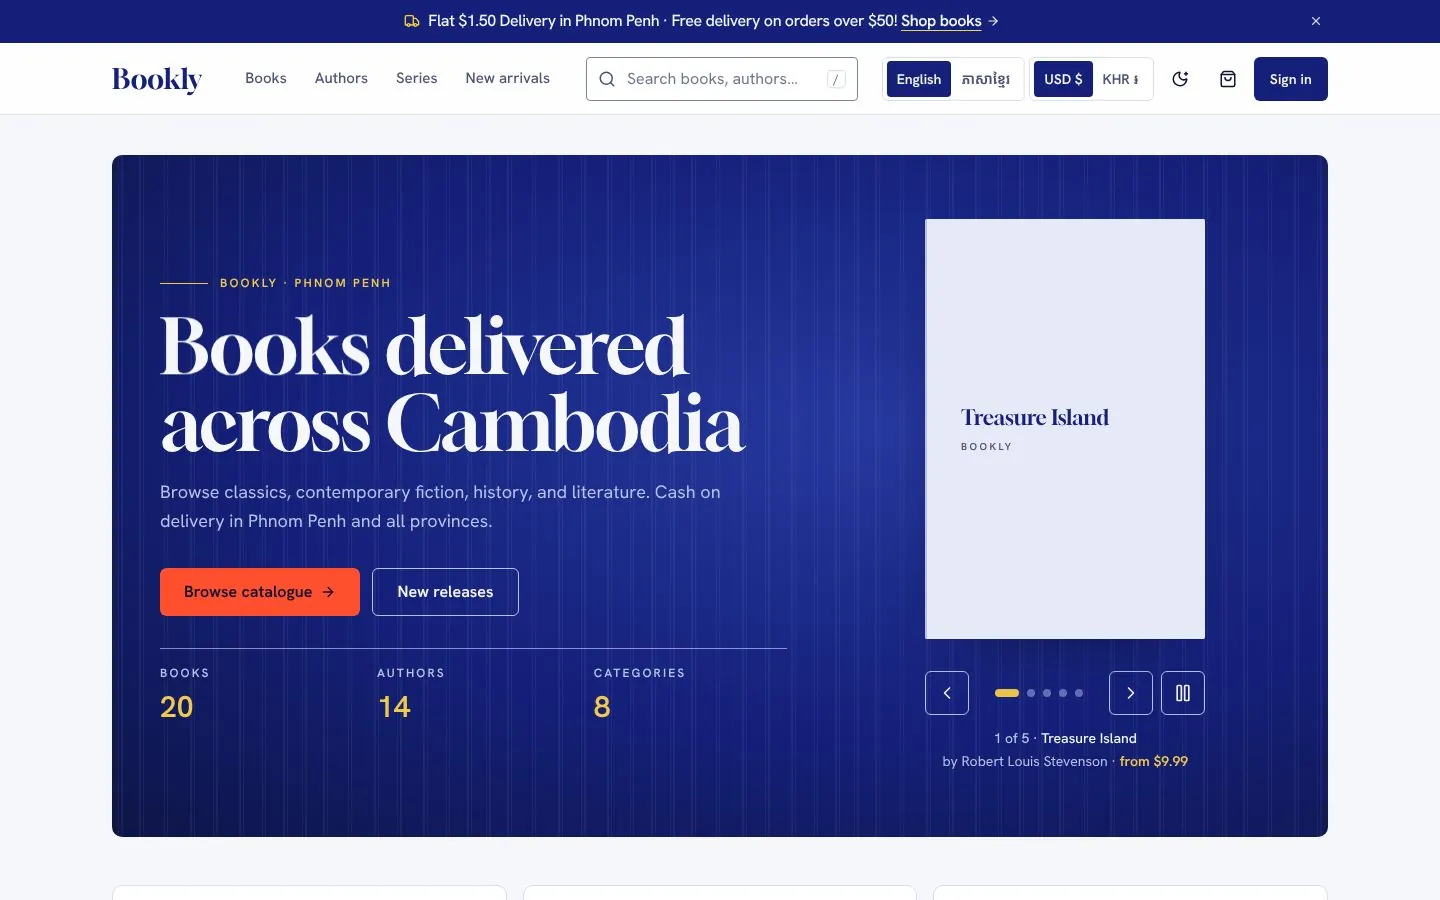 Flat $1.50 Delivery in Phnom Penh · Free delivery on orders over $50! Shop books →
Bookly
Books
Authors
Series
New arrivals
Search books, authors...
/
English
ភាសាខ្មែរ
USD $
KHR ៛
Sign in
BOOKLY · PHNOM PENH
Books delivered
across Cambodia
Browse classics, contemporary fiction, history, and literature. Cash on
delivery in Phnom Penh and all provinces.
Browse catalogue →
New releases
BOOKS
20
AUTHORS
14
CATEGORIES
8
Treasure Island
BOOKLY
1 of 5 · Treasure Island
by Robert Louis Stevenson · from $9.99